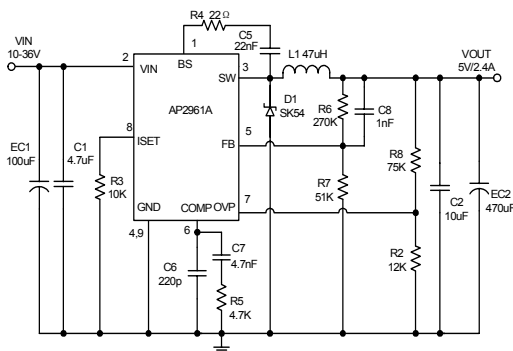 R4 22Ω
VIN
10-36V
1
C5
22nF
2
VIN
BS
3
SW
L1 47uH
VOUT
5V/2.4A
AP2961A
D1
SK54
R6
270K
C8
1nF
8
ISET
5
FB
EC1
100uF
C1
4.7uF
R3
10K
R8
75K
R7
51K
C2
10uF
EC2
470uF
GND
COMP
OVP
7
4,9
6
C7
4.7nF
R2
12K
C6
220p
R5
4.7K